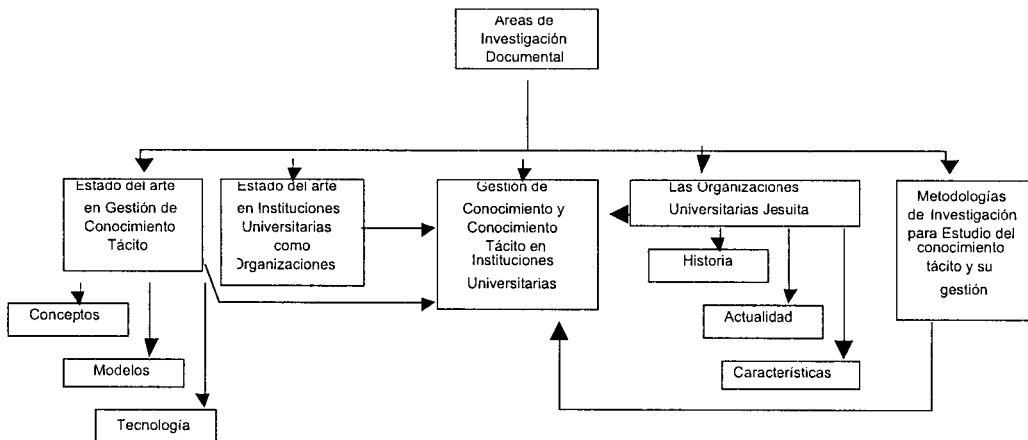 Areas de
Investigación
Documental
Estado del arte
en Gestión de
Conocimiento
Tácito
Estado del arte
en Instituciones
Universitarias
como
Organizaciones
Gestión de
Conocimiento y
Conocimiento
Tácito en
Instituciones
Universitarias
Las Organizaciones
Universitarias Jesuita
Metodologías
de Investigación
para Estudio del
conocimiento
tácito y su
gestión
Conceptos
Modelos
Tecnología
Historia
Actualidad
Características